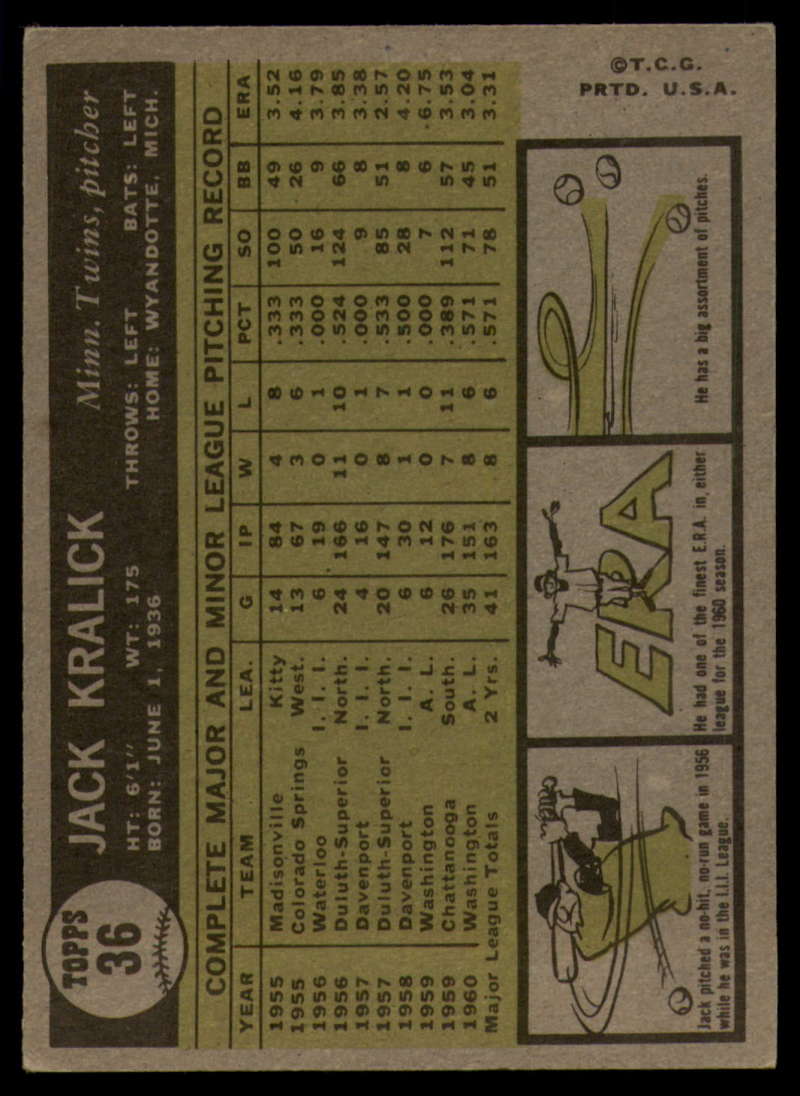 TOPPS
36
JACK KRALICK Minn. Twins, pitcher
HT: 6'1" WT: 175 THROWS: LEFT BATS: LEFT
BORN: JUNE 1, 1936 HOME: WYANDOTTE, MICH.
COMPLETE MAJOR AND MINOR LEAGUE PITCHING RECORD
YEAR TEAM LEA. G IP W L PCT SO BB ERA
1955 Madisonville Kitty 14 84 4 8 .333 100 49 3.52
1955 Colorado Springs West. 13 67 3 6 .333 50 26 4.16
1956 Waterloo I. I. I. 6 19 0 1 .000 16 9 3.79
1956 Duluth-Superior North. 24 166 11 10 .524 124 66 3.85
1957 Davenport I. I. I. 4 16 0 1 .000 9 8 3.38
1957 Duluth-Superior North. 20 147 8 7 .533 85 51 2.57
1958 Davenport I. I. I. 6 30 1 1 .500 28 8 4.20
1959 Washington A. L. 6 12 0 0 .000 7 6 6.75
1959 Chattanooga South. 26 176 7 11 .389 112 57 3.53
1960 Washington A. L. 35 151 8 6 .571 71 45 3.04
Major League Totals 2 Yrs. 41 163 8 6 .571 78 51 3.31
Jack pitched a no-hit, no-run game in 1956
while he was in the I.I.I. League.
ERA
He had one of the finest E.R.A. in either
league for the 1960 season.
He has a big assortment of pitches.
©T.C.G.
PRTD. U.S.A.